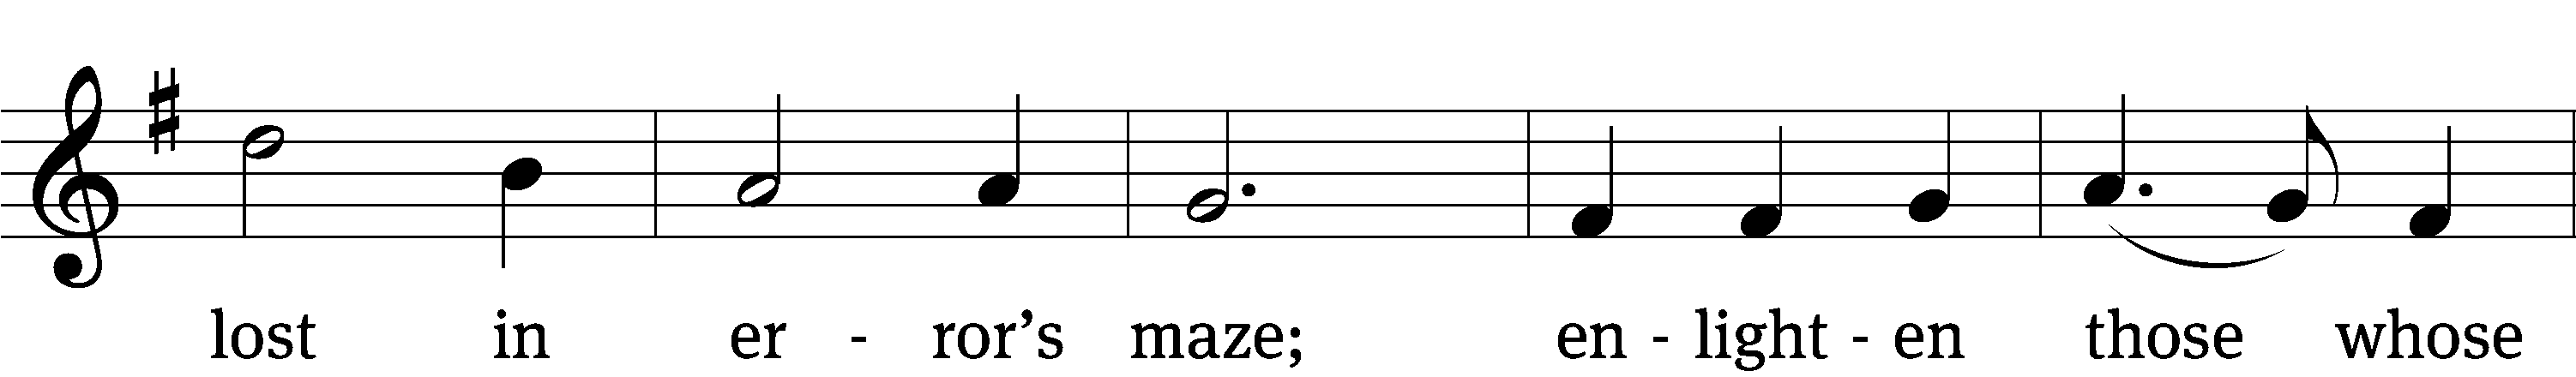 lost in er - ror’s maze; en - light - en those whose